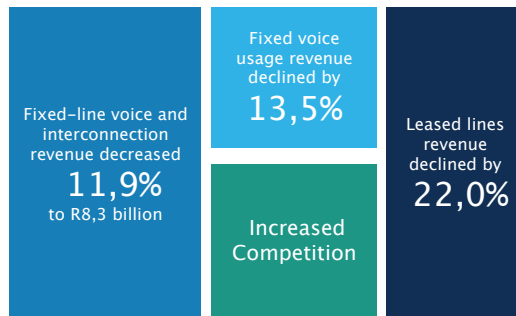 Fixed-line voice and
interconnection
revenue decreased
11,9%
to R8,3 billion
Fixed voice
usage revenue
declined by
13,5%
Increased
Competition
Leased lines
revenue
declined by
22,0%